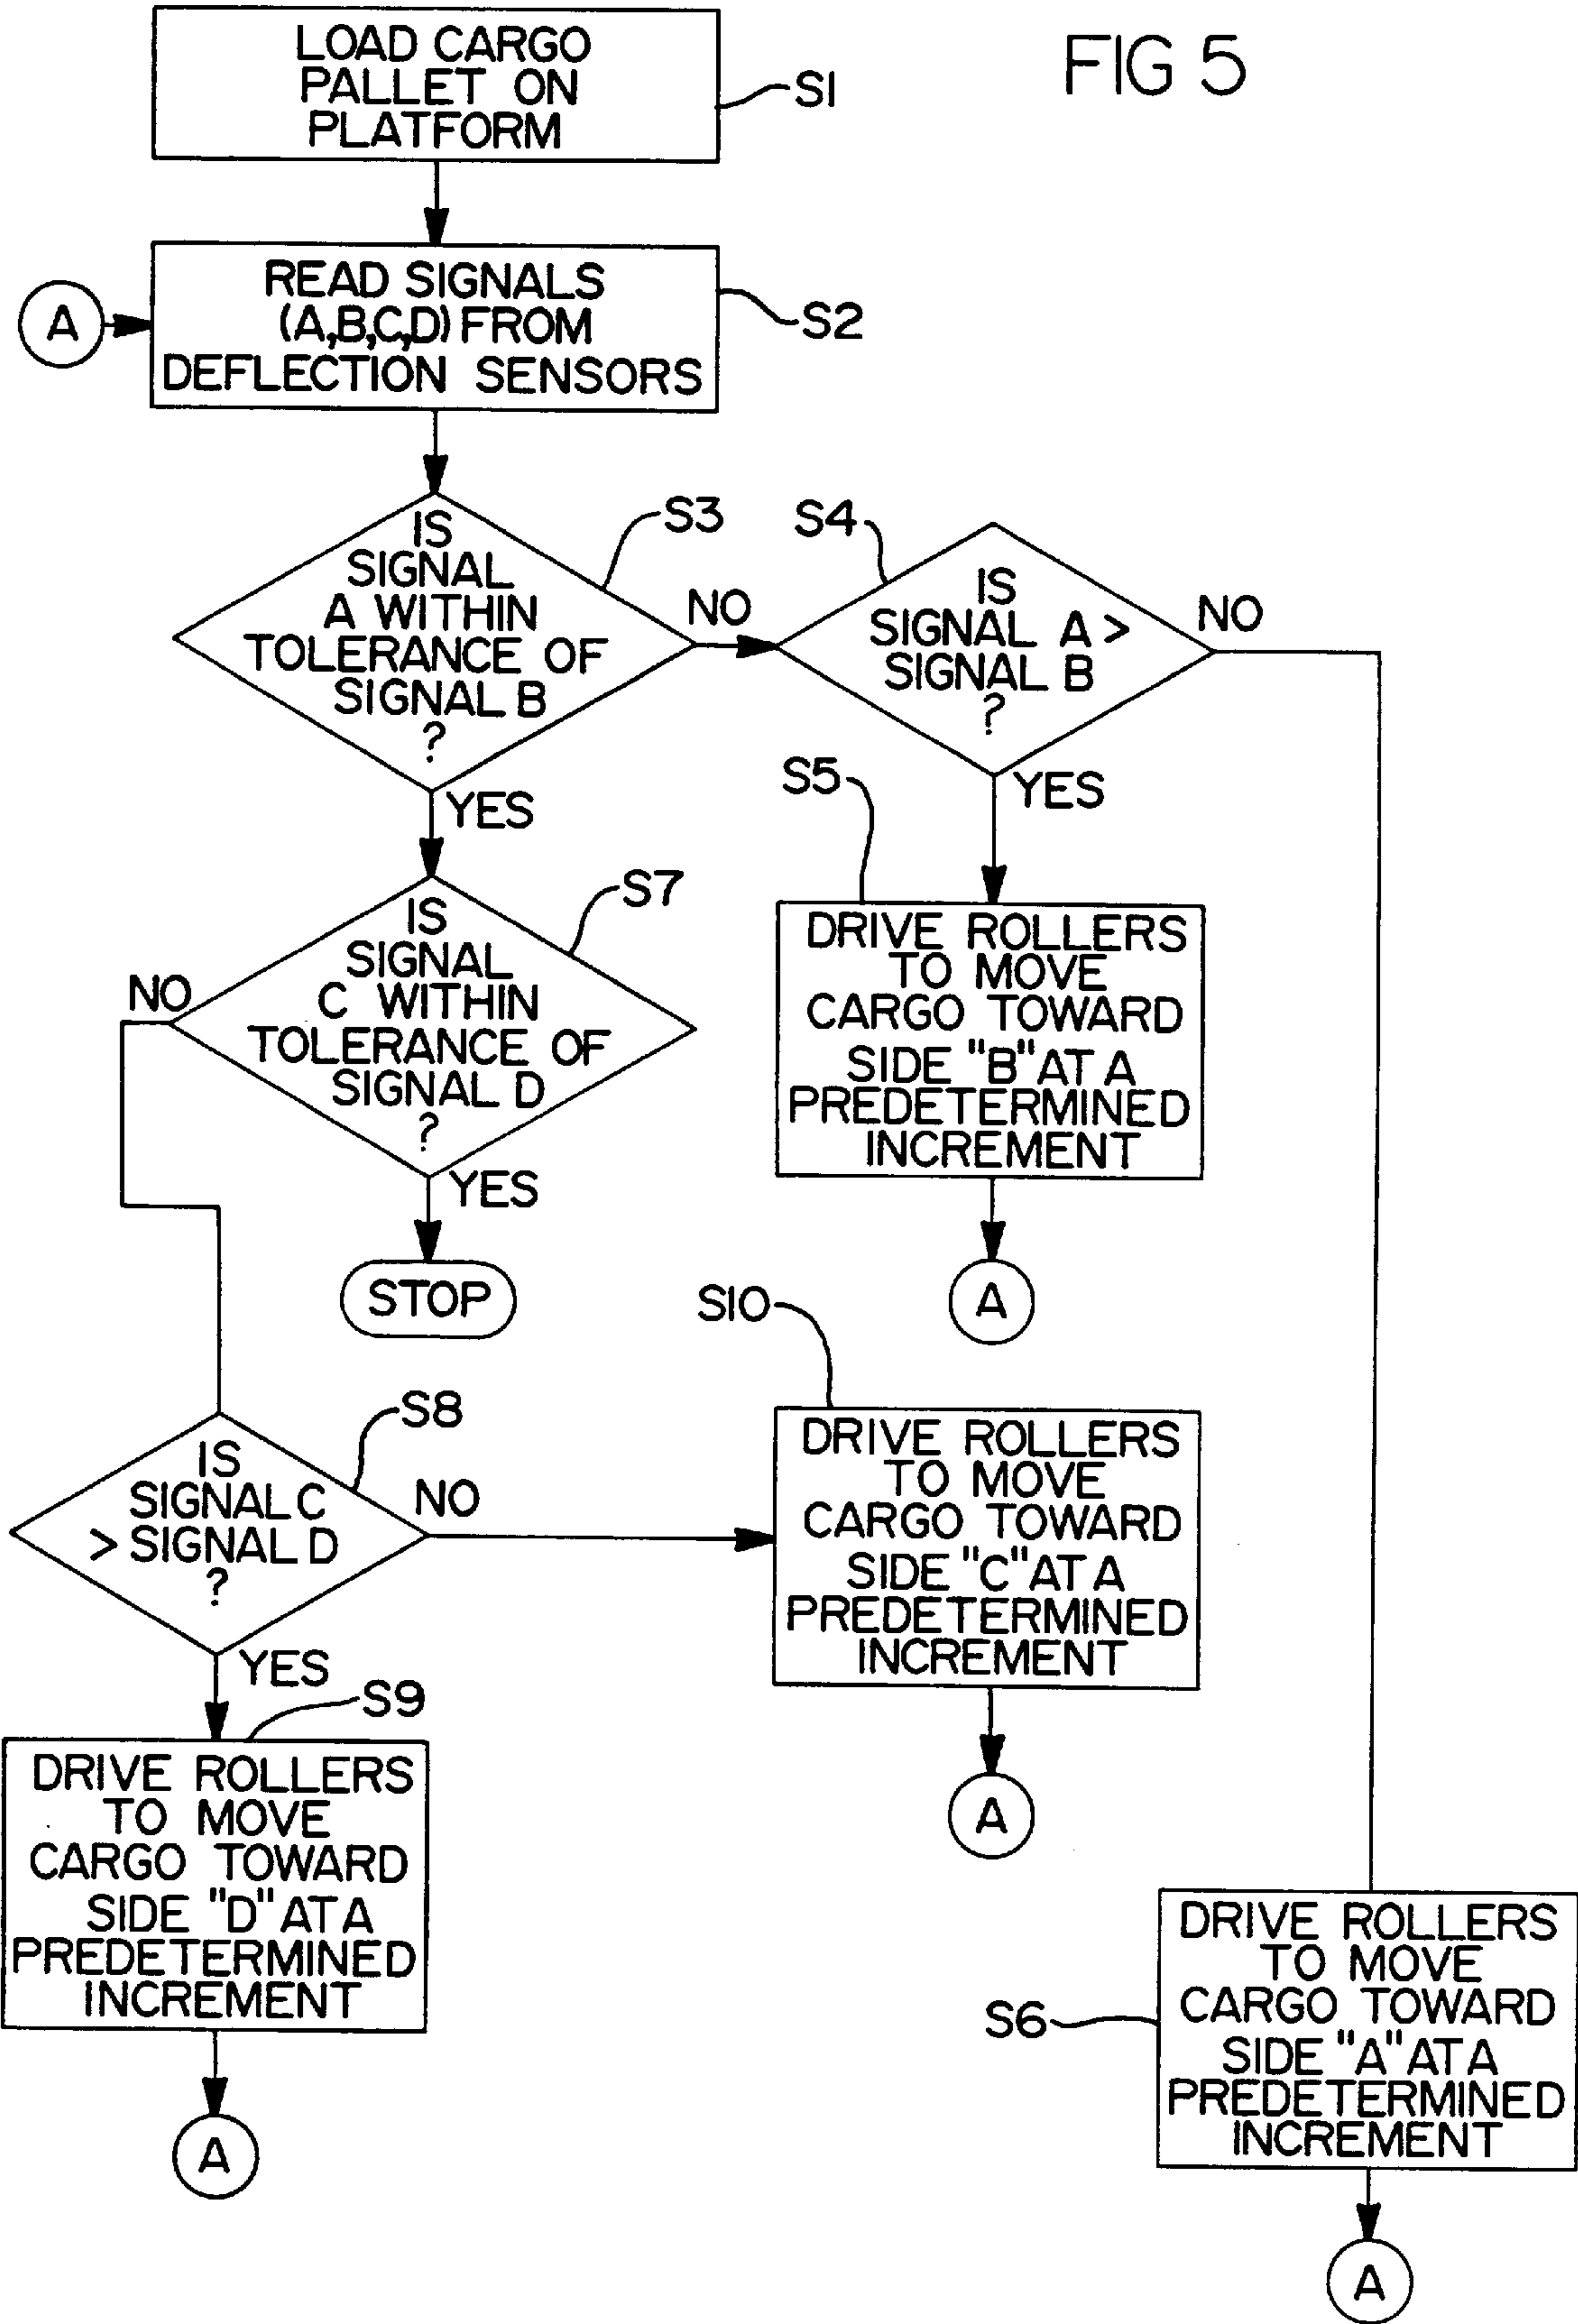 FIG 5
LOAD CARGO
PALLET ON
PLATFORM
S1
A
READ SIGNALS
(A,B,C,D) FROM
DEFLECTION SENSORS
S2
IS
SIGNAL
A WITHIN
TOLERANCE OF
SIGNAL B
?
S3
NO
YES
S4
IS
SIGNAL A >
SIGNAL B
?
NO
YES
S5
DRIVE ROLLERS
TO MOVE
CARGO TOWARD
SIDE "B" AT A
PREDETERMINED
INCREMENT
A
S7
IS
SIGNAL
C WITHIN
TOLERANCE OF
SIGNAL D
?
NO
YES
STOP
S8
IS
SIGNAL C
> SIGNAL D
?
NO
YES
S10
DRIVE ROLLERS
TO MOVE
CARGO TOWARD
SIDE "C" AT A
PREDETERMINED
INCREMENT
A
S9
DRIVE ROLLERS
TO MOVE
CARGO TOWARD
SIDE "D" AT A
PREDETERMINED
INCREMENT
A
S6
DRIVE ROLLERS
TO MOVE
CARGO TOWARD
SIDE "A" AT A
PREDETERMINED
INCREMENT
A